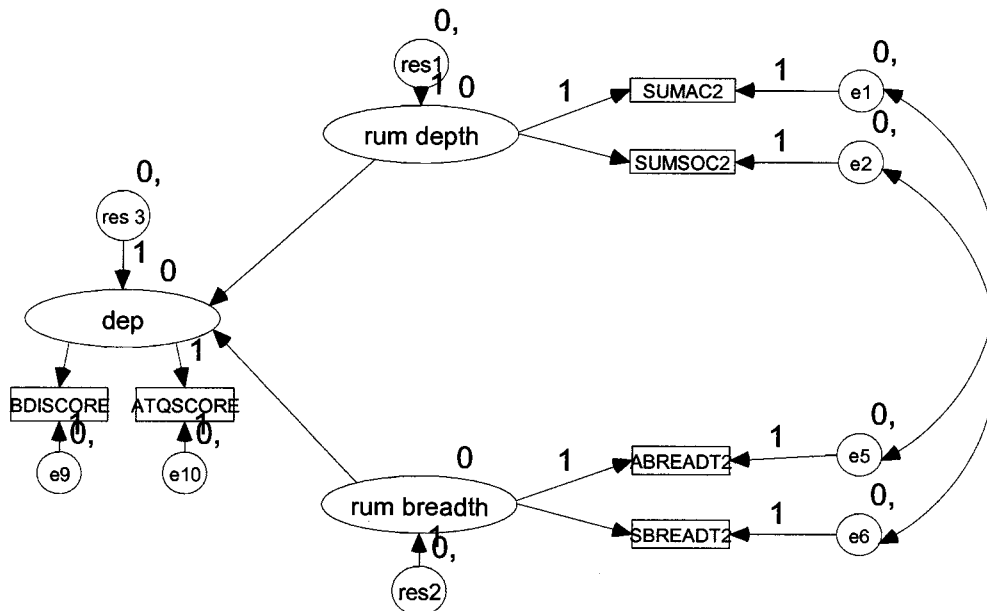 0,
res1
1
0
rum depth
1
SUMAC2
1
0,
e1
SUMSOC2
1
0,
e2
0,
res 3
1
0
dep
1
BDISCORE
ATQSCORE
1
0,
1
0,
e9
e10
0
rum breadth
1
0,
res2
1
ABREADT2
1
0,
e5
SBREADT2
1
0,
e6